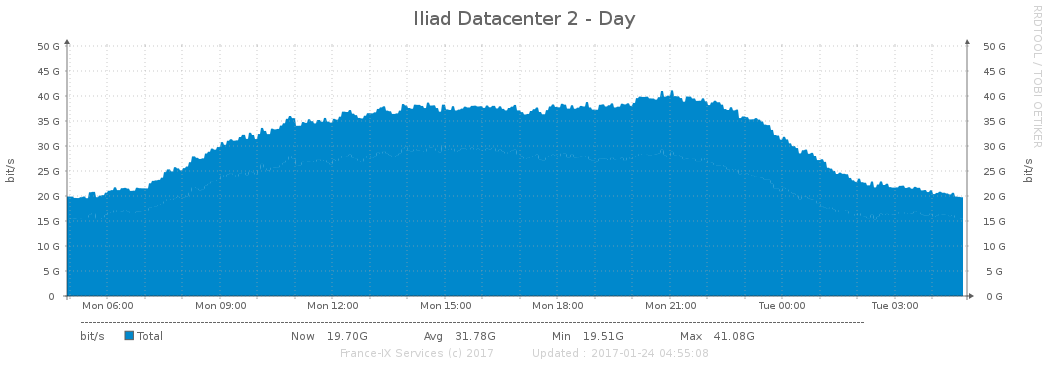 Iliad Datacenter 2 - Day
RRDTOOL / TOBI OETIKER
50 G 50 G
45 G 45 G
40 G 40 G
35 G 35 G
30 G 30 G
25 G 25 G
20 G 20 G
15 G 15 G
10 G 10 G
5 G 5 G
0 0 G
bit/s bit/s
Mon 06:00 Mon 09:00 Mon 12:00 Mon 15:00 Mon 18:00 Mon 21:00 Tue 00:00 Tue 03:00
bit/s Total Now 19.70G Avg 31.78G Min 19.51G Max 41.08G
France-IX Services (c) 2017 Updated : 2017-01-24 04:55:08